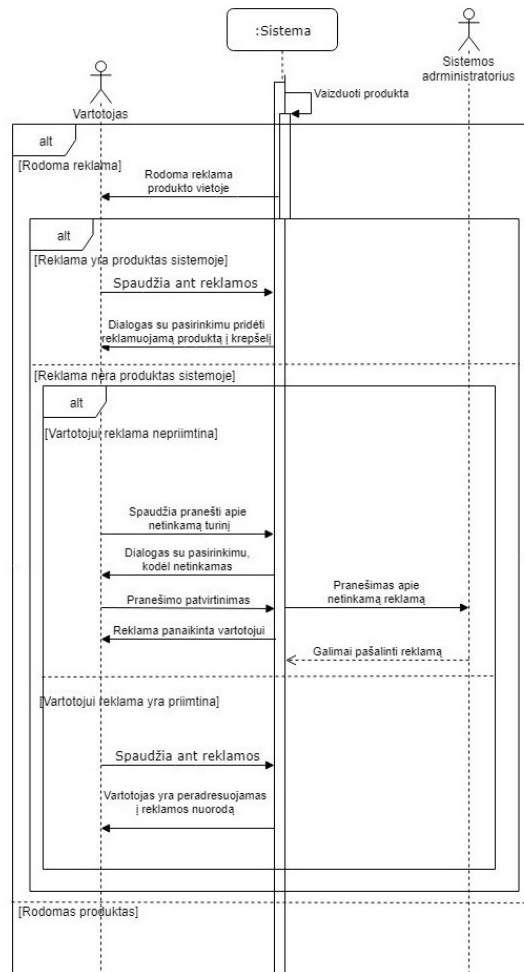 :Sistema
Sistemos
adrministratorius
Vartotojas
Vaizduoti produkta
alt
[Rodoma reklama]
Rodoma reklama
produkto vietoje
alt
[Reklama yra produktas sistemoje]
Spaudžia ant reklamos
Dialogas su pasirinkimu pridėti
reklamuojamą produktą į krepšelį
[Reklama nėra produktas sistemoje]
alt
[Vartotojui reklama nepriimtina]
Spaudžia pranešti apie
netinkamą turinį
Dialogas su pasirinkimu,
kodėl netinkamas
Pranešimo patvirtinimas
Pranešimas apie
netinkamą reklamą
Reklama panaikinta vartotojui
Galimai pašalinti reklamą
[Vartotojui reklama yra priimtina]
Spaudžia ant reklamos
Vartotojas yra peradresuojamas
į reklamos nuorodą
[Rodomas produktas]